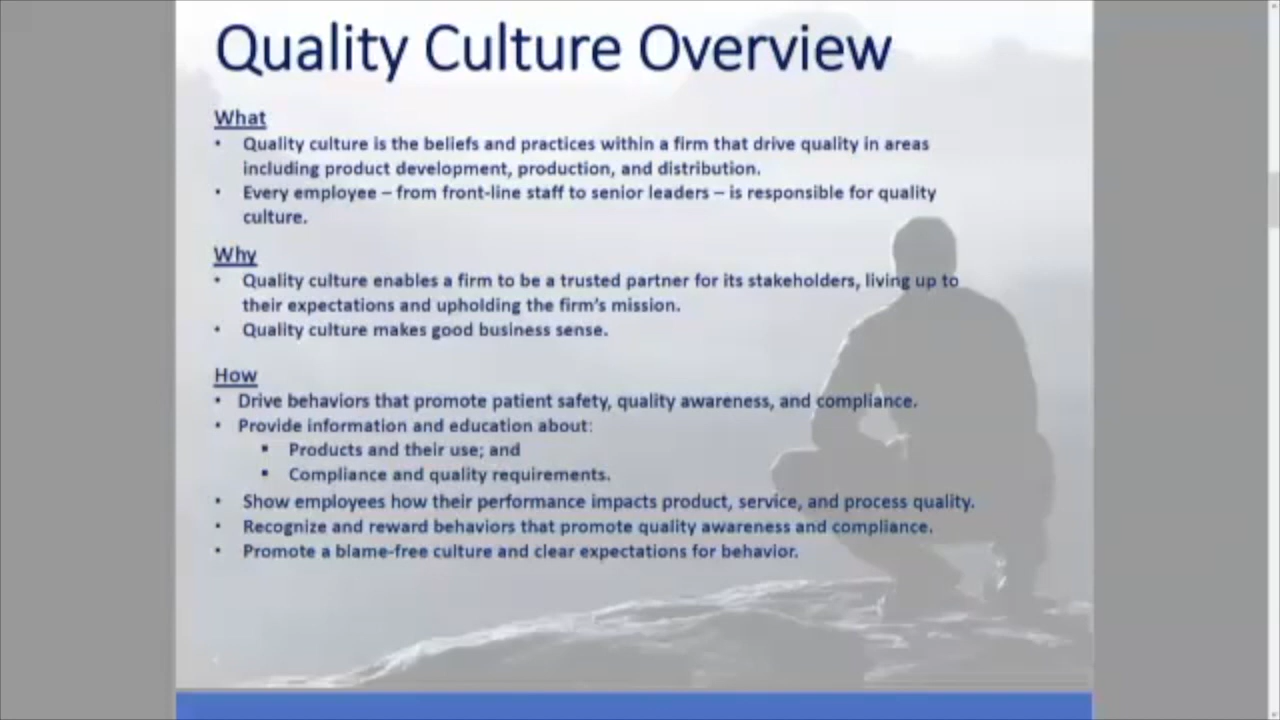 Quality Culture Overview
What
• Quality culture is the beliefs and practices within a firm that drive quality in areas
including product development, production, and distribution.
• Every employee – from front-line staff to senior leaders – is responsible for quality
culture.
Why
• Quality culture enables a firm to be a trusted partner for its stakeholders, living up to
their expectations and upholding the firm's mission.
• Quality culture makes good business sense.
How
• Drive behaviors that promote patient safety, quality awareness, and compliance.
• Provide information and education about:
▪ Products and their use; and
▪ Compliance and quality requirements.
• Show employees how their performance impacts product, service, and process quality.
• Recognize and reward behaviors that promote quality awareness and compliance.
• Promote a blame-free culture and clear expectations for behavior.